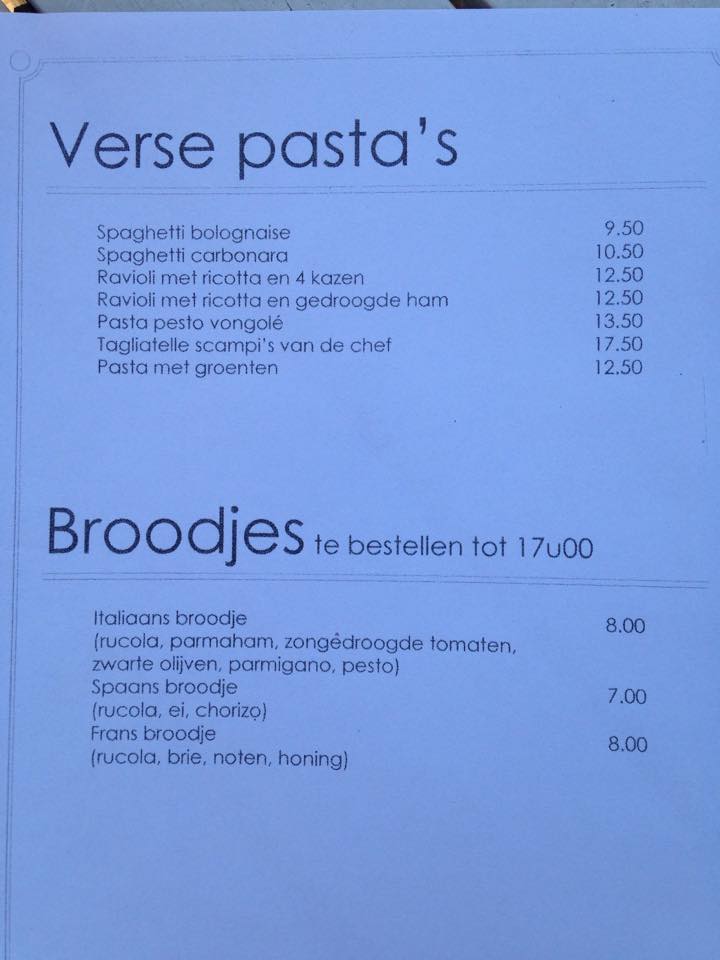 Verse pasta's
Spaghetti bolognaise 9.50
Spaghetti carbonara 10.50
Ravioli met ricotta en 4 kazen 12.50
Ravioli met ricotta en gedroogde ham 12.50
Pasta pesto vongolé 13.50
Tagliatelle scampi's van de chef 17.50
Pasta met groenten 12.50
Broodjes te bestellen tot 17u00
Italiaans broodje 8.00
(rucola, parmaham, zongêdroogde tomaten,
zwarte olijven, parmigano, pesto)
Spaans broodje 7.00
(rucola, ei, chorizo)
Frans broodje 8.00
(rucola, brie, noten, honing)